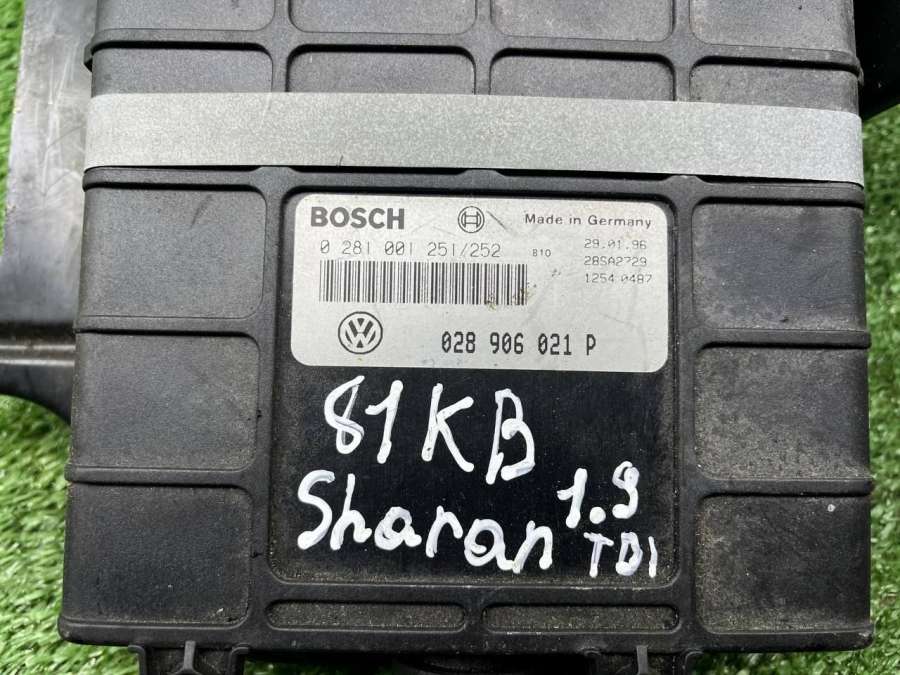 BOSCH Made in Germany
0 281 001 251/252 810 29.01.96
28SA2729
1254 0487
028 906 021 P
81KB
Sharan 1.9
TDI